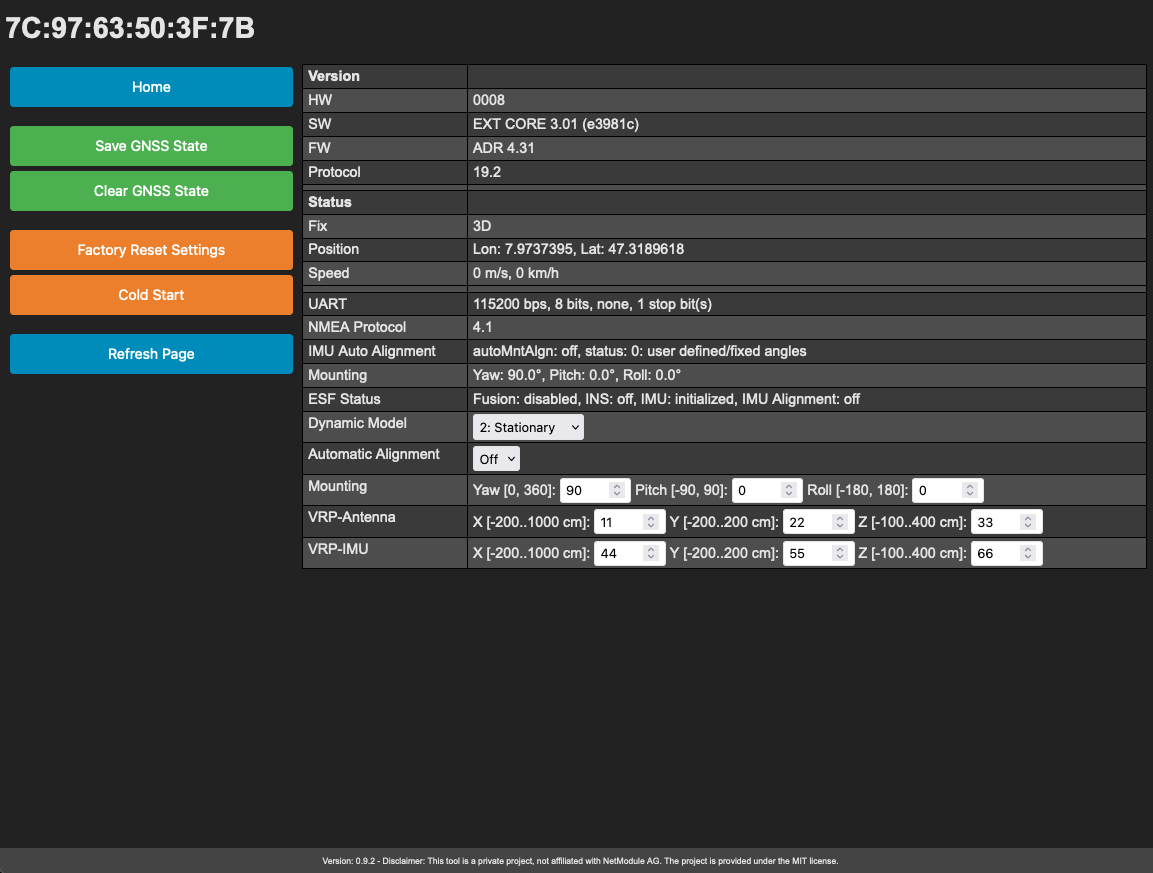 7C:97:63:50:3F:7B
Home
Save GNSS State
Clear GNSS State
Factory Reset Settings
Cold Start
Refresh Page
Version
HW 0008
SW EXT CORE 3.01 (e3981c)
FW ADR 4.31
Protocol 19.2
Status
Fix 3D
Position Lon: 7.9737395, Lat: 47.3189618
Speed 0 m/s, 0 km/h
UART 115200 bps, 8 bits, none, 1 stop bit(s)
NMEA Protocol 4.1
IMU Auto Alignment autoMntAlgn: off, status: 0: user defined/fixed angles
Mounting Yaw: 90.0°, Pitch: 0.0°, Roll: 0.0°
ESF Status Fusion: disabled, INS: off, IMU: initialized, IMU Alignment: off
Dynamic Model 2: Stationary
Automatic Alignment Off
Mounting Yaw [0, 360]: 90 Pitch [-90, 90]: 0 Roll [-180, 180]: 0
VRP-Antenna X [-200..1000 cm]: 11 Y [-200..200 cm]: 22 Z [-100..400 cm]: 33
VRP-IMU X [-200..1000 cm]: 44 Y [-200..200 cm]: 55 Z [-100..400 cm]: 66
Version: 0.9.2 - Disclaimer: This tool is a private project, not affiliated with NetModule AG. The project is provided under the MIT license.